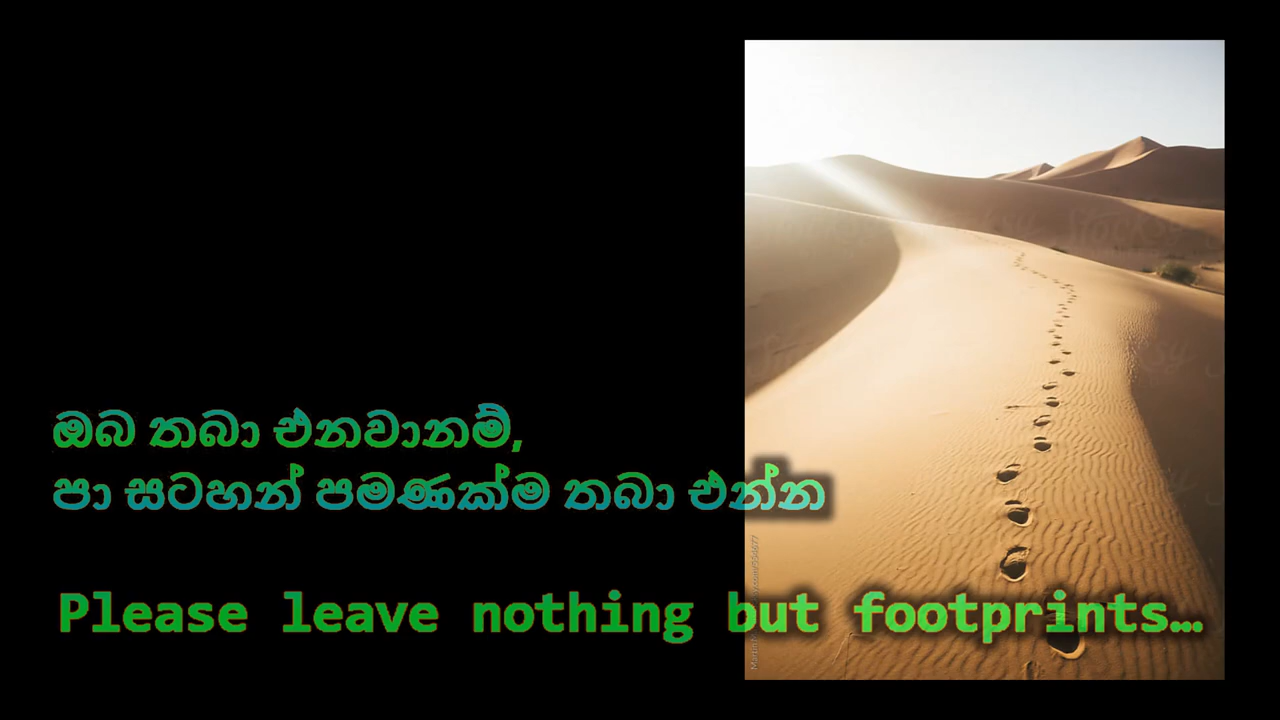 ඔබ තබා එනවානම්,
පා සටහන් පමණක්ම තබා එන්න
Please leave nothing but footprints…